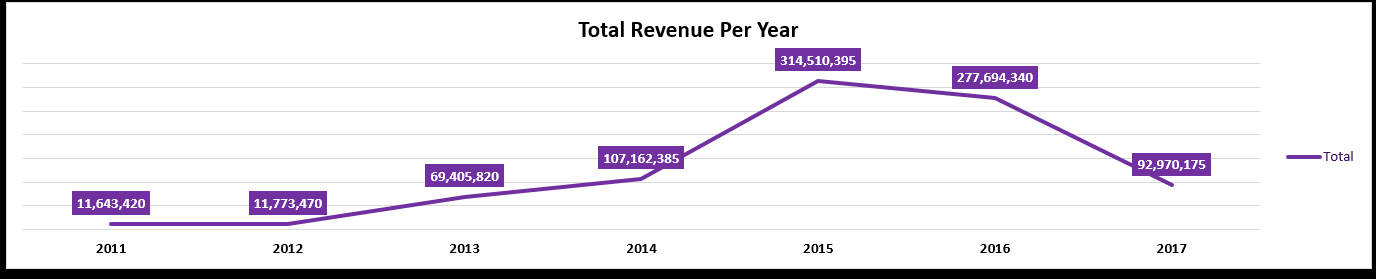 Total Revenue Per Year
314,510,395
277,694,340
107,162,385
92,970,175
69,405,820
11,643,420
11,773,470
Total
2011 2012 2013 2014 2015 2016 2017